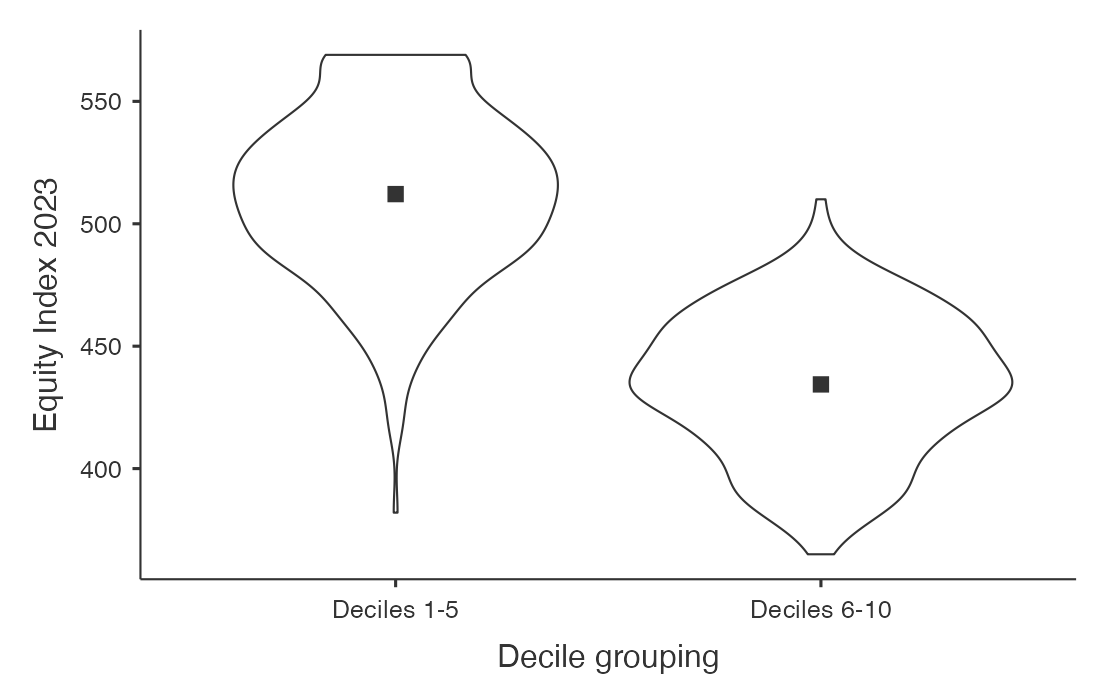 Equity Index 2023
550
500
450
400
Deciles 1-5
Deciles 6-10
Decile grouping